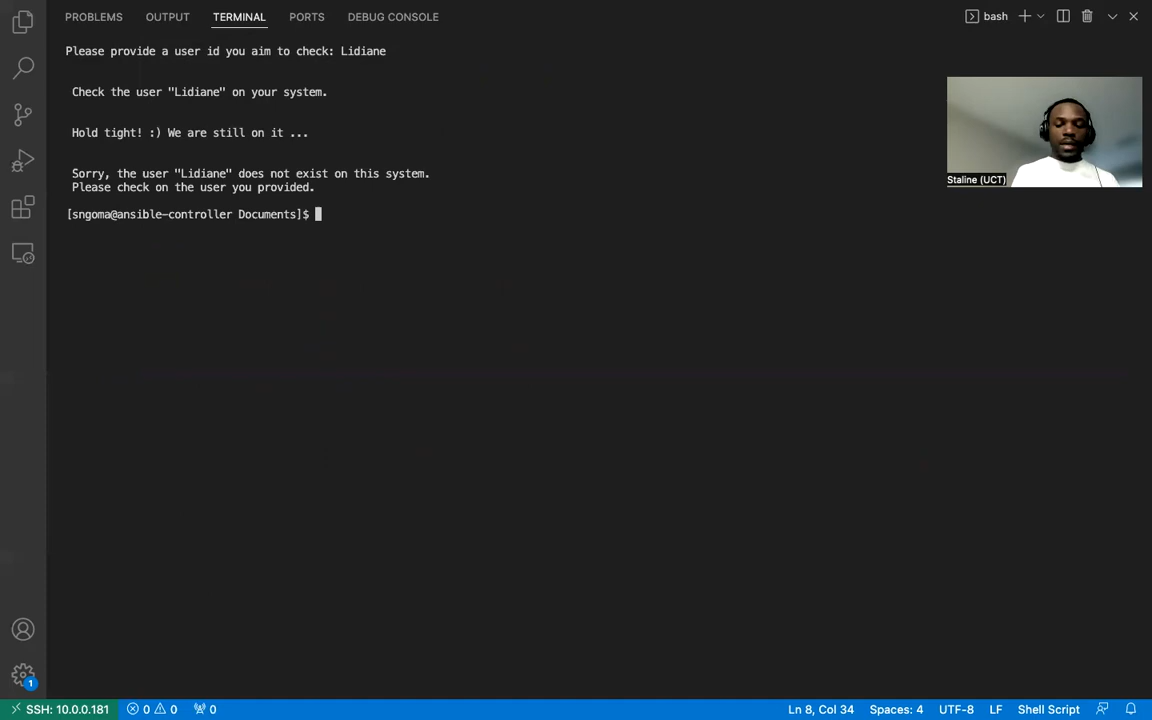 PROBLEMS OUTPUT TERMINAL PORTS DEBUG CONSOLE bash
Please provide a user id you aim to check: Lidiane
Check the user "Lidiane" on your system.
Hold tight! :) We are still on it ...
Sorry, the user "Lidiane" does not exist on this system.
Please check on the user you provided.
[sngoma@ansible-controller Documents]$
Staline (UCT)
1
SSH: 10.0.0.181 0 0 0 Ln 8, Col 34 Spaces: 4 UTF-8 LF Shell Script